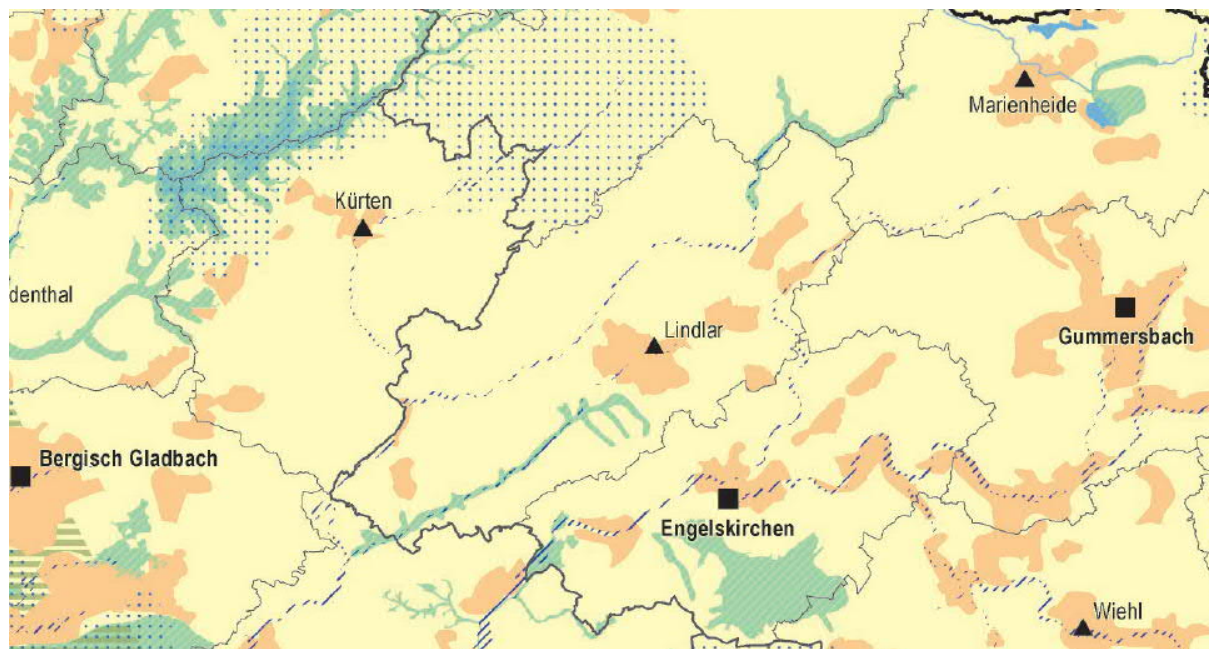 Marienheide
Kürten
denthal
Lindlar
Gummersbach
Bergisch Gladbach
Engelskirchen
Wiehl